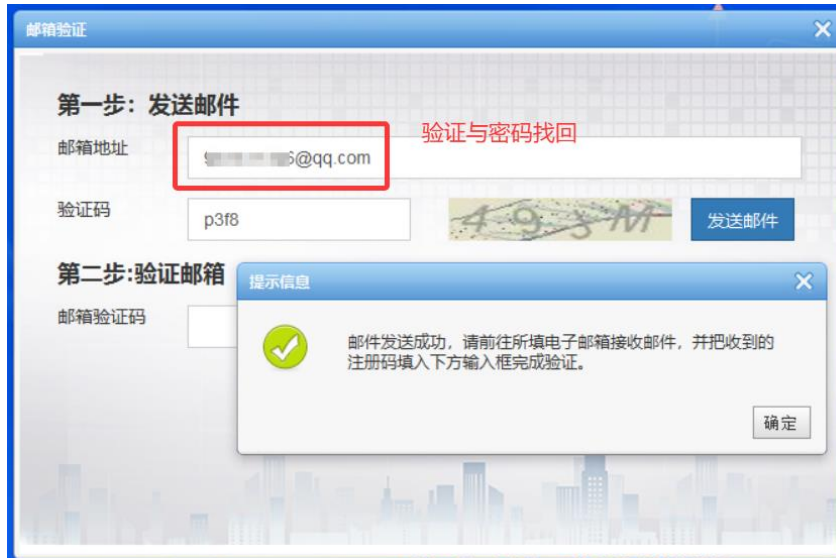 邮箱验证
第一步：发送邮件
验证与密码找回
邮箱地址
6@qq.com
验证码
p3f8
493M
发送邮件
第二步:验证邮箱
提示信息
邮箱验证码
邮件发送成功，请前往所填电子邮箱接收邮件，并把收到的
注册码填入下方输入框完成验证。
确定